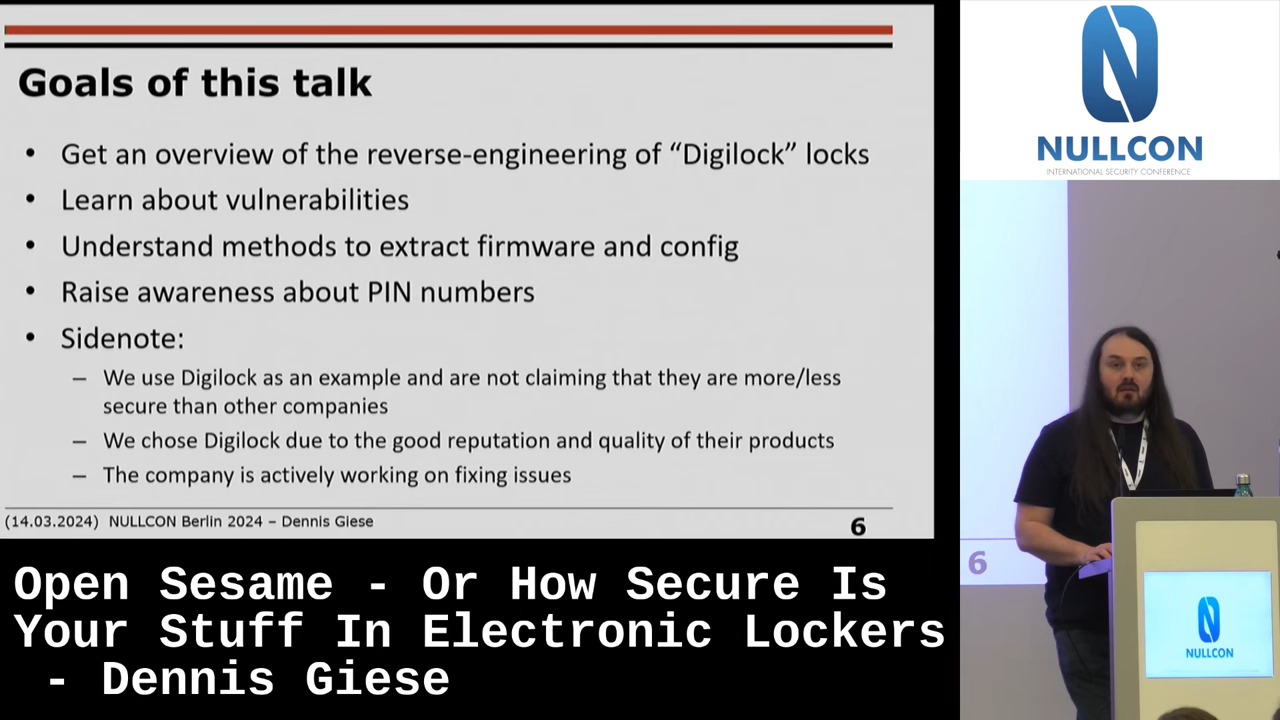 Goals of this talk
• Get an overview of the reverse-engineering of “Digilock” locks
• Learn about vulnerabilities
• Understand methods to extract firmware and config
• Raise awareness about PIN numbers
• Sidenote:
– We use Digilock as an example and are not claiming that they are more/less
secure than other companies
– We chose Digilock due to the good reputation and quality of their products
– The company is actively working on fixing issues
(14.03.2024) NULLCON Berlin 2024 – Dennis Giese
6
Open Sesame - Or How Secure Is
Your Stuff In Electronic Lockers
- Dennis Giese
NULLCON
INTERNATIONAL SECURITY CONFERENCE
6
NULLCON